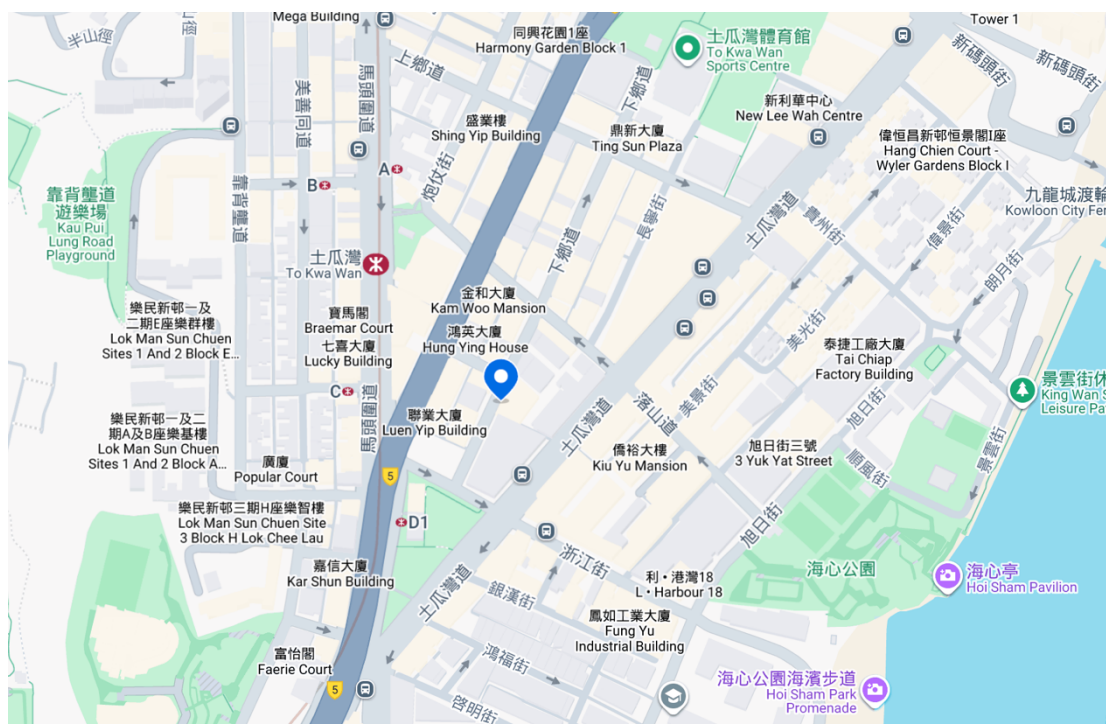 Mega Building
半山徑
美善同道
馬頭圍道
上鄉道
同興花園1座
Harmony Garden Block 1
土瓜灣體育館
To Kwa Wan
Sports Centre
下鄉道
Tower 1
新碼頭街
新碼頭街
盛業樓
Shing Yip Building
鼎新大廈
Ting Sun Plaza
新利華中心
New Lee Wah Centre
偉恒昌新邨恒景閣I座
Hang Chien Court -
Wyler Gardens Block I
A
B
炮仗街
靠背壟道
遊樂場
Kau Pui
Lung Road
Playground
靠背壟道
長寧街
土瓜灣道
貴州街
偉景街
九龍城渡輪
Kowloon City Fer
朗月街
土瓜灣
To Kwa Wan
下鄉道
金和大廈
Kam Woo Mansion
樂民新邨一及
二期E座樂群樓
Lok Man Sun Chuen
Sites 1 And 2 Block E...
寶馬閣
Braemar Court
七喜大廈
Lucky Building
鴻英大廈
Hung Ying House
美光街
泰捷工廠大廈
Tai Chiap
Factory Building
C
馬頭圍道
聯業大廈
Luen Yip Building
土瓜灣道
落山道
美景街
景雲街休
King Wan S
Leisure Pa
旭日街
樂民新邨一及二
期A及B座樂基樓
Lok Man Sun Chuen
Sites 1 And 2 Block A...
廣廈
Popular Court
5
僑裕大樓
Kiu Yu Mansion
旭日街三號
3 Yuk Yat Street
順風街
景雲街
樂民新邨三期H座樂智樓
Lok Man Sun Chuen Site
3 Block H Lok Chee Lau
D1
旭日街
嘉信大廈
Kar Shun Building
土瓜灣道
浙江街
銀漢街
利・港灣18
L・Harbour 18
海心公園
海心亭
Hoi Sham Pavilion
鳳如工業大廈
Fung Yu
Industrial Building
富怡閣
Faerie Court
鴻福街
5
啓明街
海心公園海濱步道
Hoi Sham Park
Promenade